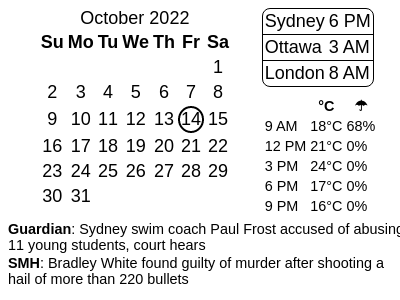 October 2022
Su Mo Tu We Th Fr Sa
1
2 3 4 5 6 7 8
9 10 11 12 13 14 15
16 17 18 19 20 21 22
23 24 25 26 27 28 29
30 31
Sydney 6 PM
Ottawa 3 AM
London 8 AM
°C ☂
9 AM 18°C 68%
12 PM 21°C 0%
3 PM 24°C 0%
6 PM 17°C 0%
9 PM 16°C 0%
Guardian: Sydney swim coach Paul Frost accused of abusing
11 young students, court hears
SMH: Bradley White found guilty of murder after shooting a
hail of more than 220 bullets